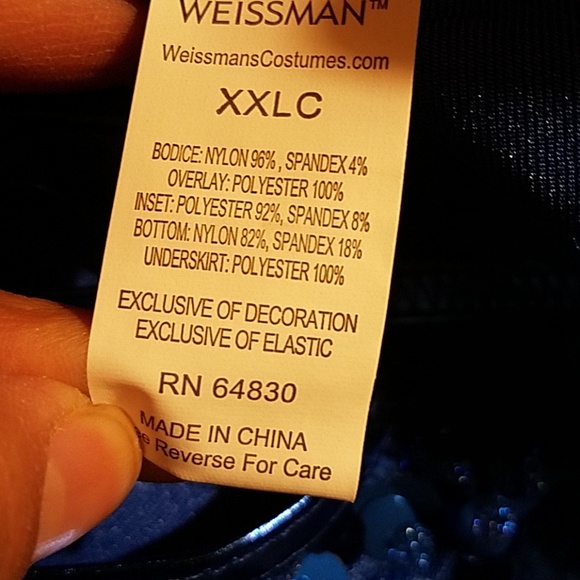 WEISSMAN™
WeissmansCostumes.com
XXLC
BODICE: NYLON 96%, SPANDEX 4%
OVERLAY: POLYESTER 100%
INSET: POLYESTER 92%, SPANDEX 8%
BOTTOM: NYLON 82%, SPANDEX 18%
UNDERSKIRT: POLYESTER 100%
EXCLUSIVE OF DECORATION
EXCLUSIVE OF ELASTIC
RN 64830
MADE IN CHINA
Reverse For Care